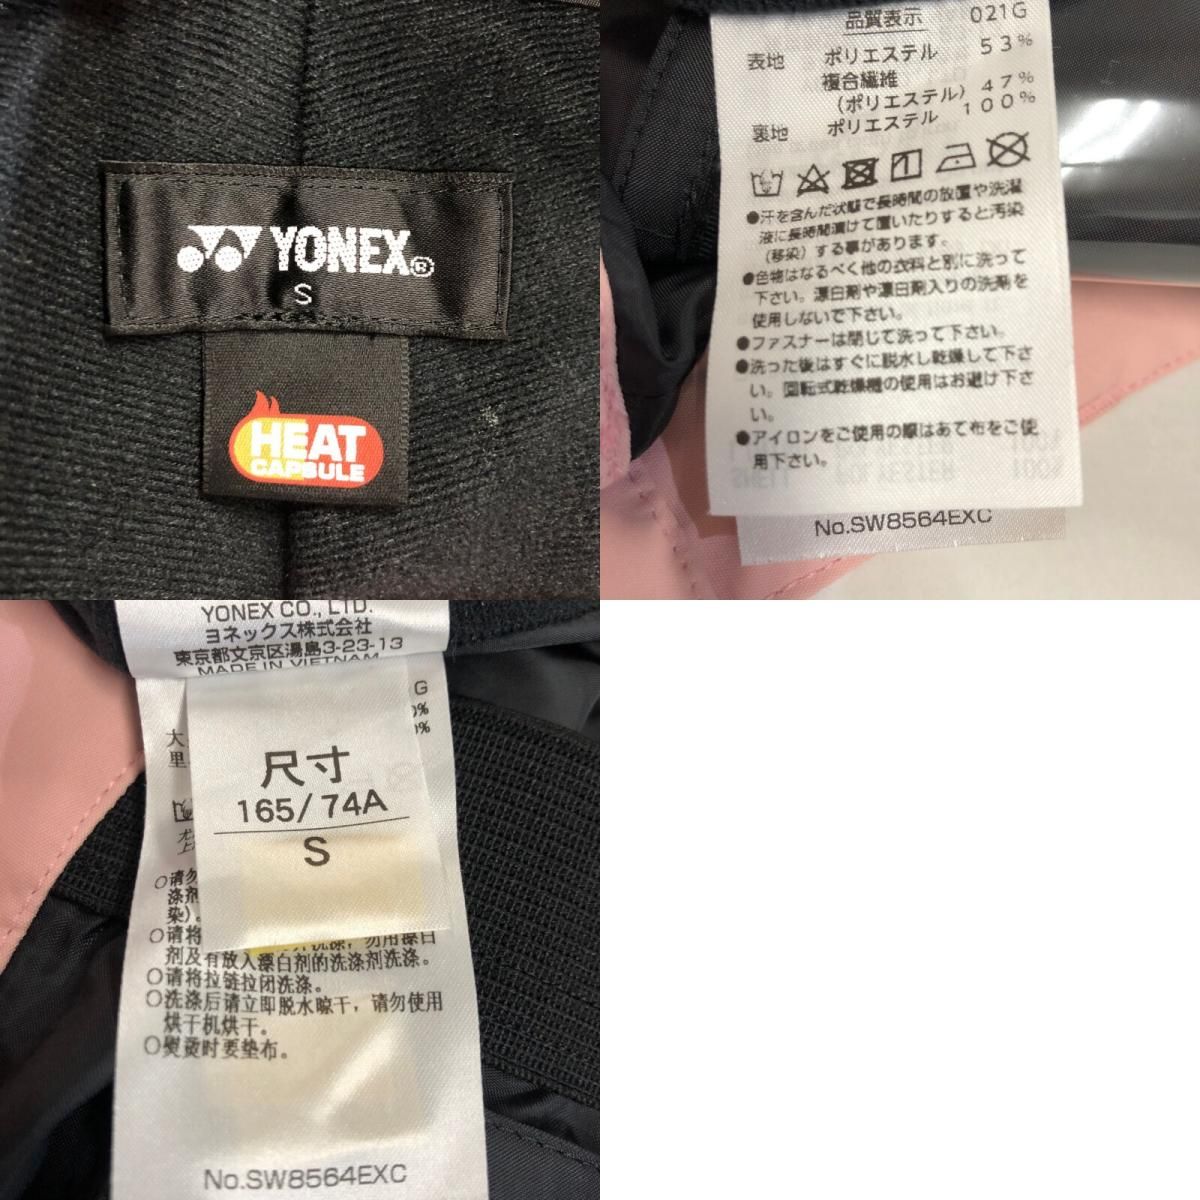 YONEX®
S
HEAT
CAPSULE
品質表示 021G
表地 ポリエステル 53%
複合繊維
(ポリエステル) 47%
裏地 ポリエステル 100%
●汗を含んだ状態で長時間の放置や洗濯
液に長時間漬けて置いたりすると汚染
(移染)する事があります。
●色物はなるべく他の衣料と別に洗って
下さい。漂白剤や漂白剤入りの洗剤を
使用しないで下さい。
●ファスナーは閉じて洗って下さい。
●洗った後はすぐに脱水し乾燥して下さ
い。回転式乾燥機の使用はお避け下さ
い。
●アイロンをご使用の際はあて布をご使
用下さい。
No.SW8564EXC
YONEX CO., LTD.
ヨネックス株式会社
東京都文京区湯島3-23-13
MADE IN VIETNAM
G
0%
0%
尺寸
165/74A
S
○请勿
涤剂
染)。
○请将
勿用漂白
剂及有放入漂白剂的洗涤剂洗涤。
○请将拉链拉闭洗涤。
○洗涤后请立即脱水晾干，请勿使用
烘干机烘干。
○熨烫时要垫布。
No.SW8564EXC